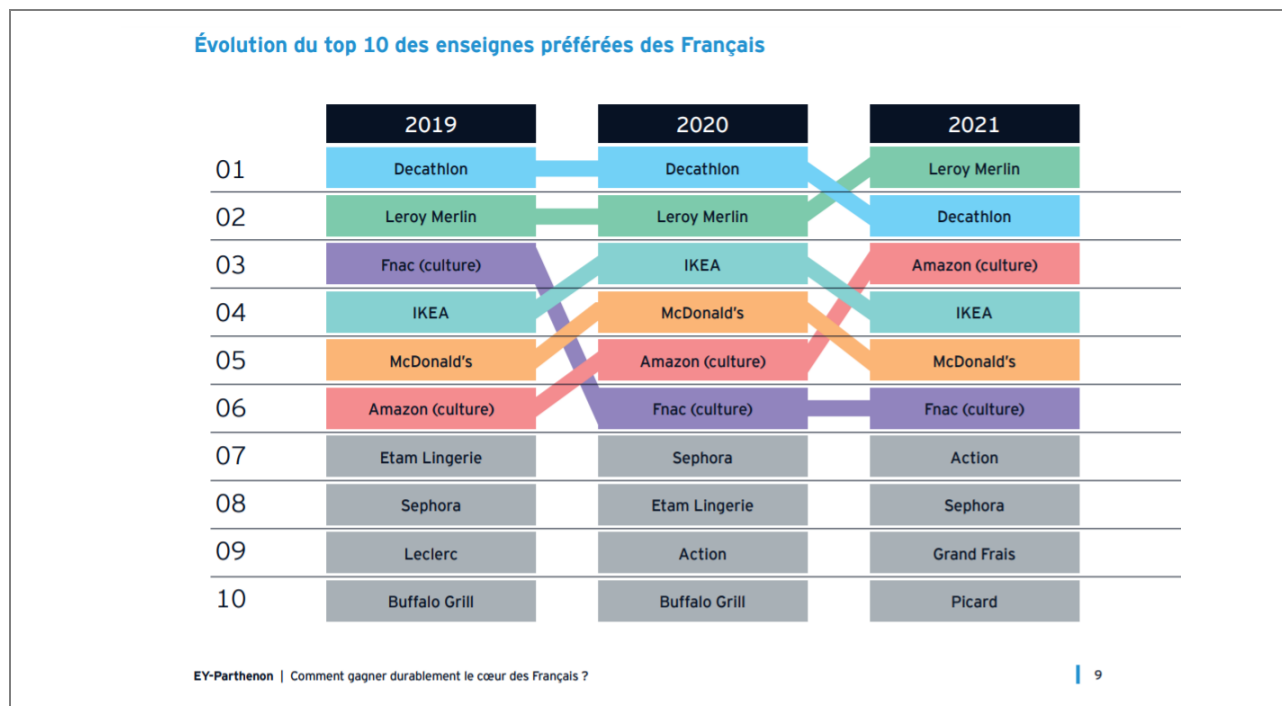 Évolution du top 10 des enseignes préférées des Français
2019 2020 2021
01 Decathlon Decathlon Leroy Merlin
02 Leroy Merlin Leroy Merlin Decathlon
03 Fnac (culture) IKEA Amazon (culture)
04 IKEA McDonald's IKEA
05 McDonald's Amazon (culture) McDonald's
06 Amazon (culture) Fnac (culture) Fnac (culture)
07 Etam Lingerie Sephora Action
08 Sephora Etam Lingerie Sephora
09 Leclerc Action Grand Frais
10 Buffalo Grill Buffalo Grill Picard
EY-Parthenon | Comment gagner durablement le cœur des Français ? 9